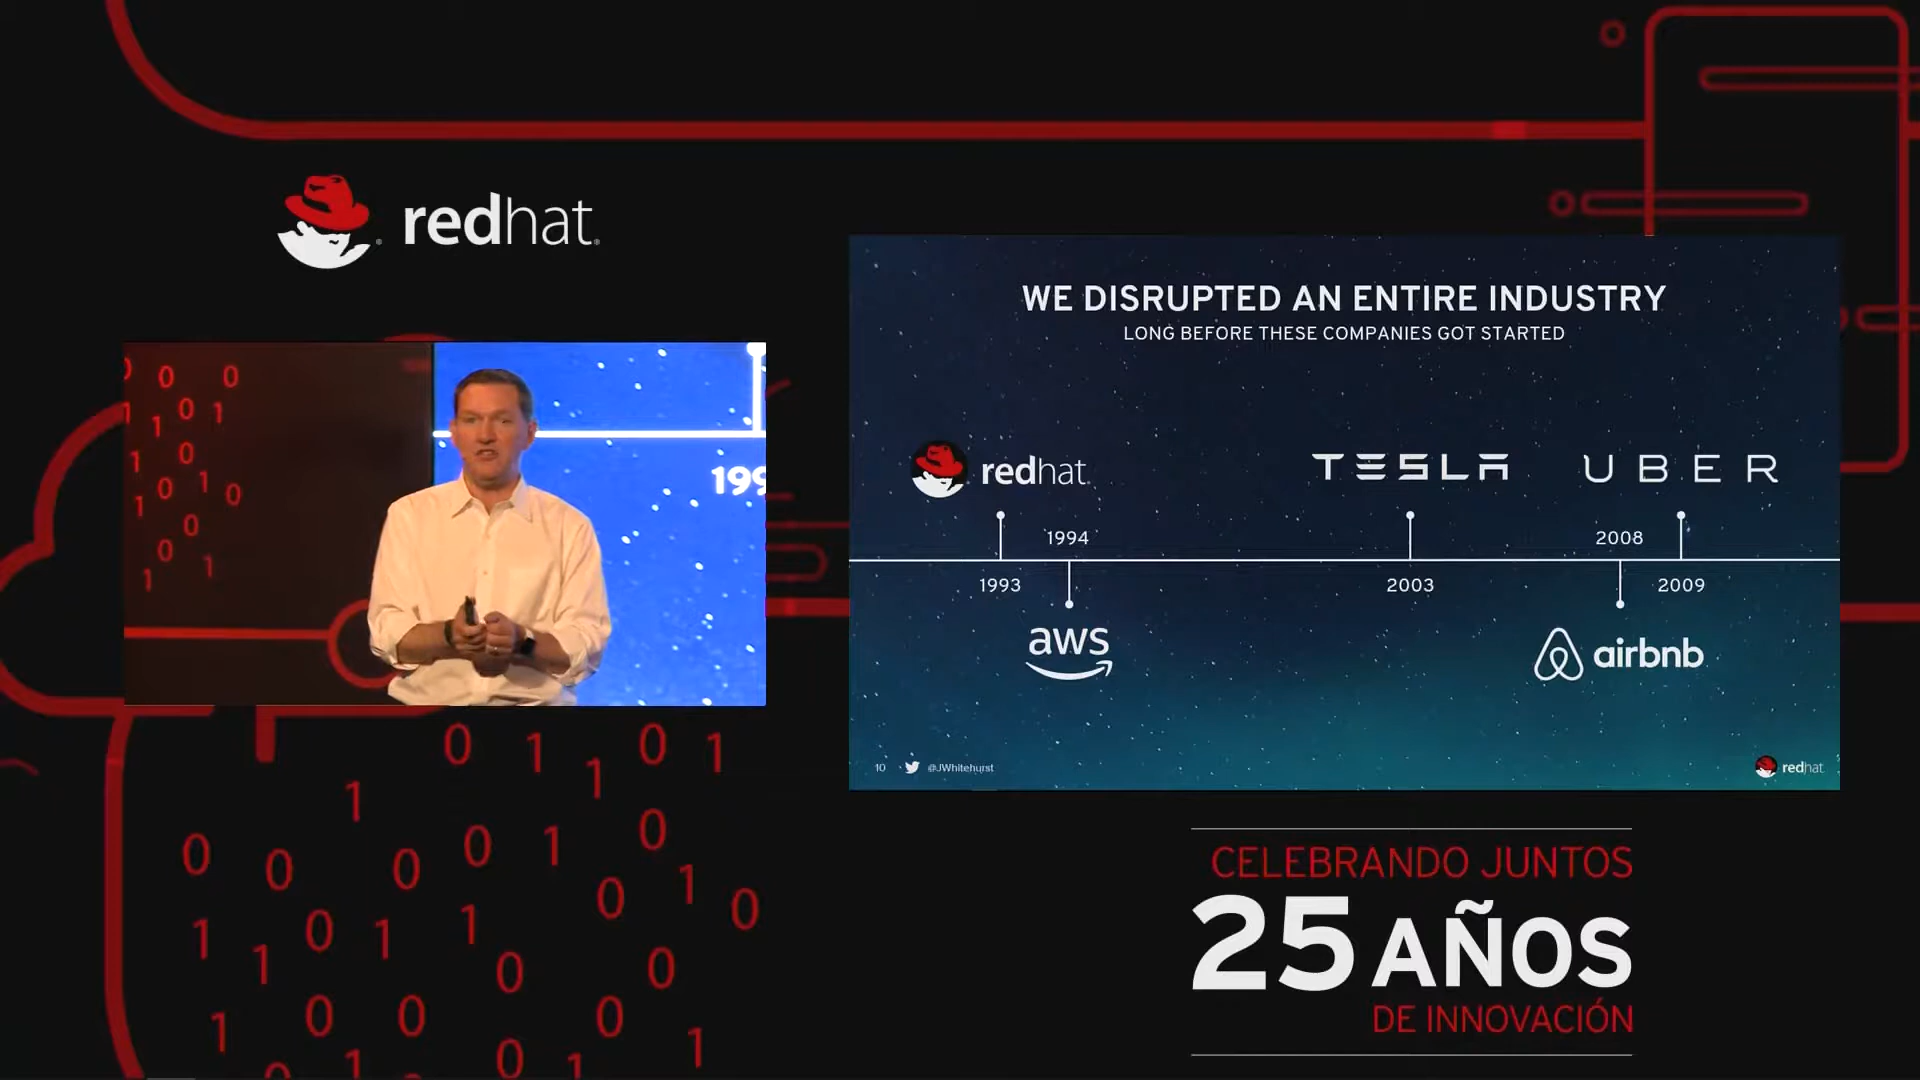 redhat
199
WE DISRUPTED AN ENTIRE INDUSTRY
LONG BEFORE THESE COMPANIES GOT STARTED
redhat
TESLA
UBER
1994
2008
1993
2003
2009
aws
airbnb
10
@JWhitehurst
redhat
CELEBRANDO JUNTOS
25 AÑOS
DE INNOVACIÓN